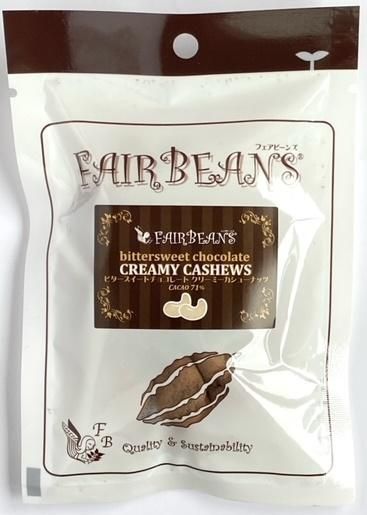 フェアビーンズ
FAIRBEANS®
FAIRBEANS
bittersweet chocolate
CREAMY CASHEWS
ビタースイートチョコレート クリーミーカシューナッツ
CACAO 71%
F
B
Quality & Sustainability